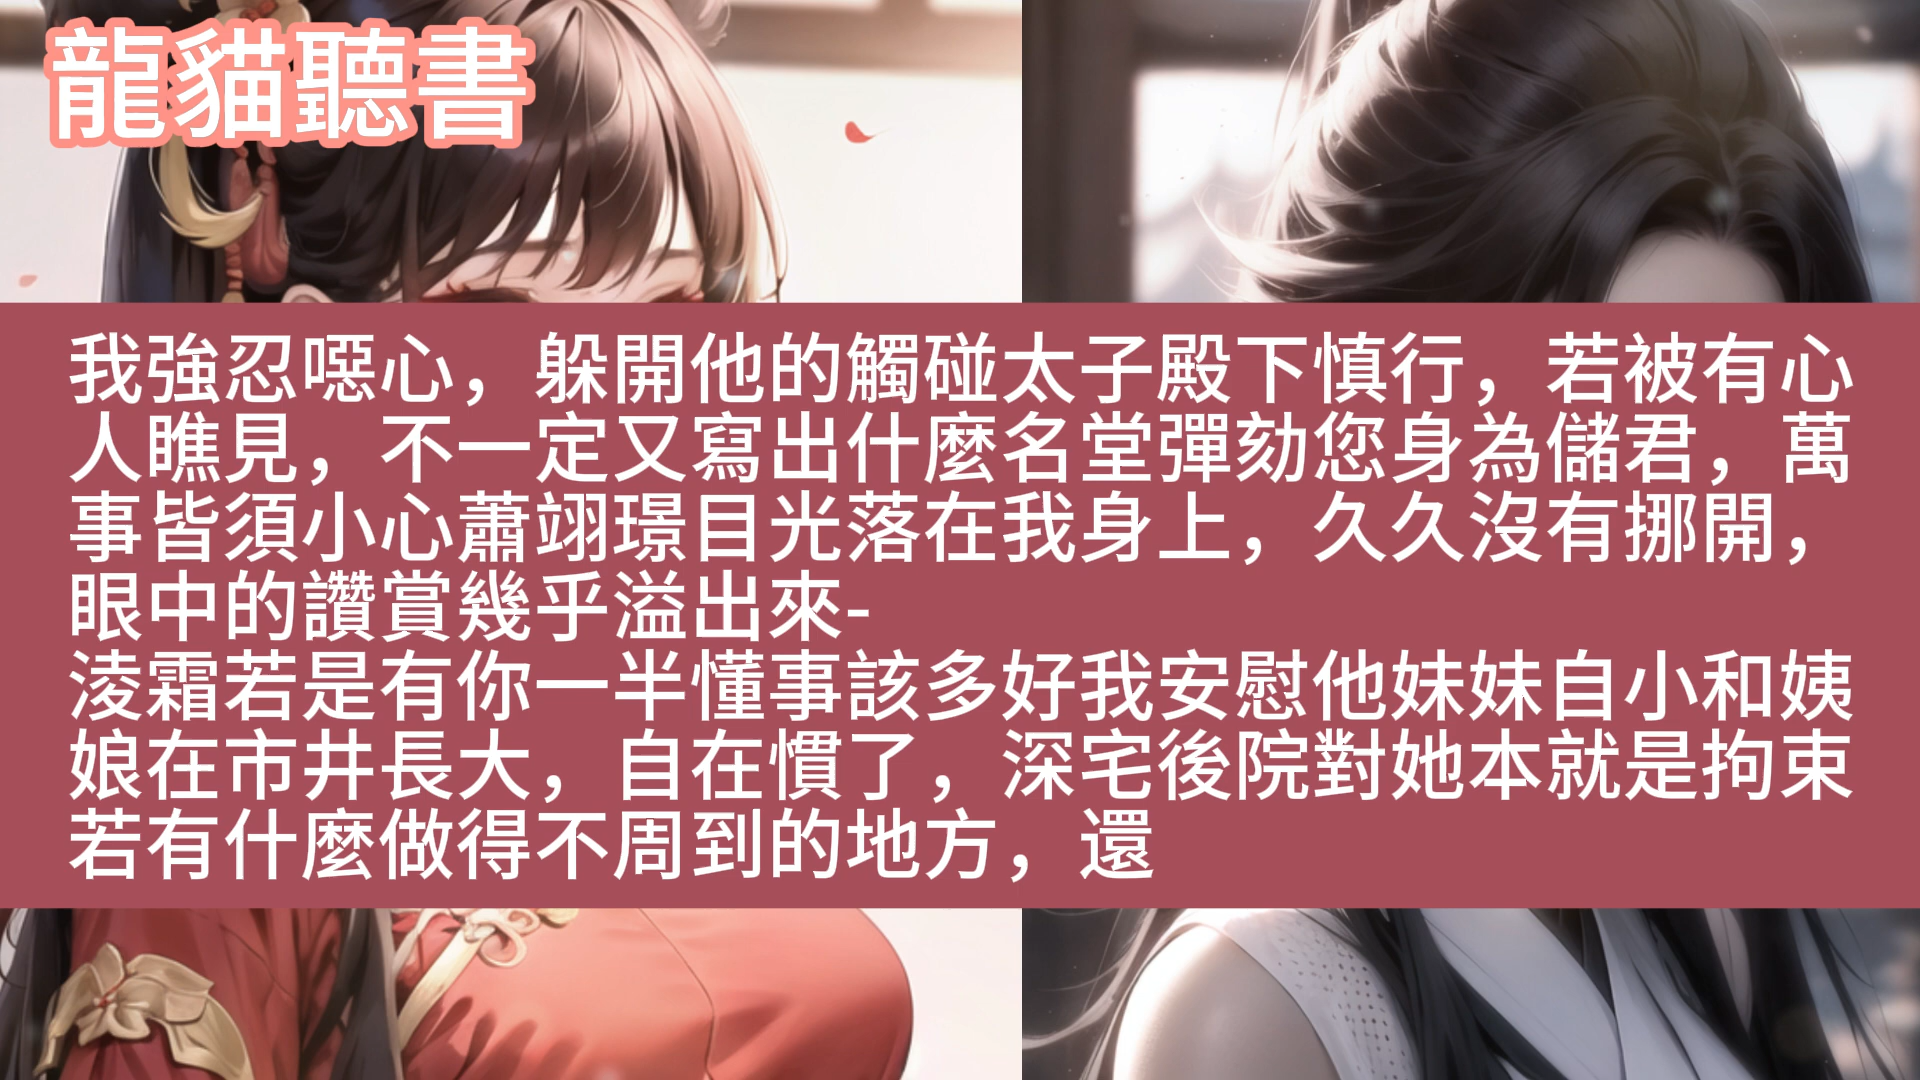 龍貓聽書
我強忍噁心，躲開他的觸碰太子殿下慎行，若被有心
人瞧見，不一定又寫出什麼名堂彈劾您身為儲君，萬
事皆須小心蕭翊璟目光落在我身上，久久沒有挪開，
眼中的讚賞幾乎溢出來-
淩霜若是有你一半懂事該多好我安慰他妹妹自小和姨
娘在市井長大，自在慣了，深宅後院對她本就是拘束
若有什麼做得不周到的地方，還